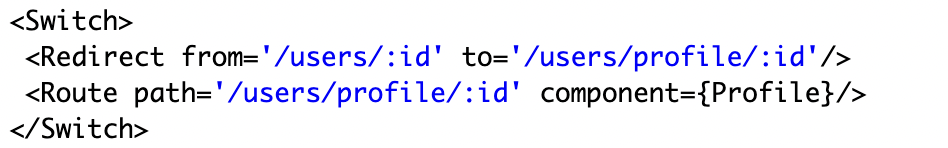 <Switch>
 <Redirect from='/users/:id' to='/users/profile/:id'/>
 <Route path='/users/profile/:id' component={Profile}/>
</Switch>